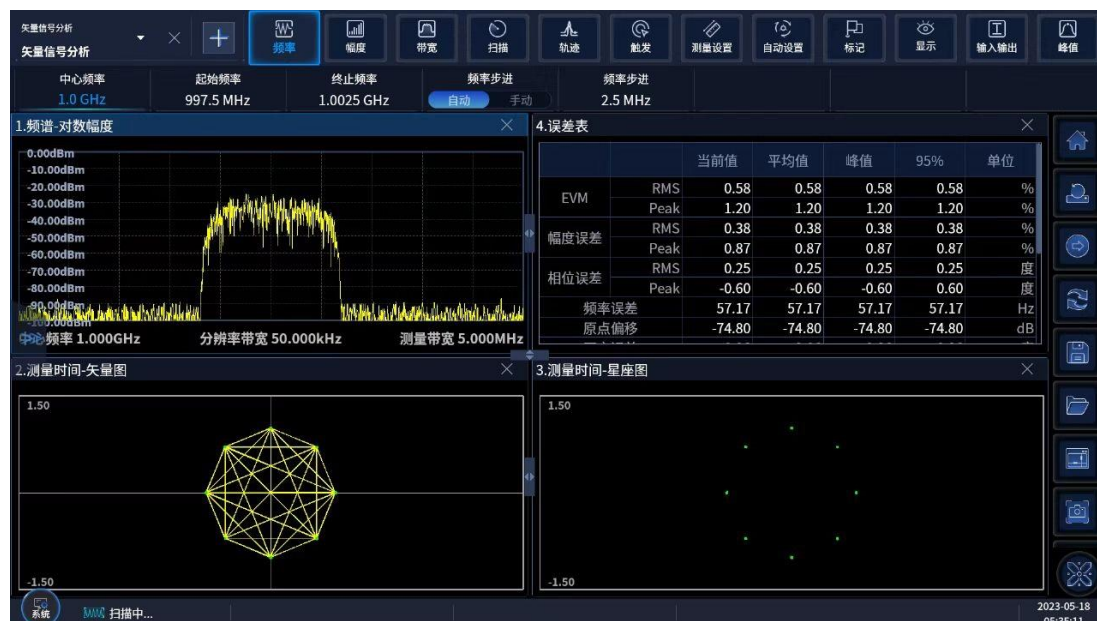 矢量信号分析
矢量信号分析
频率
幅度
带宽
扫描
轨迹
触发
测量设置
自动设置
标记
显示
输入输出
峰值
中心频率
1.0 GHz
起始频率
997.5 MHz
终止频率
1.0025 GHz
频率步进
自动 手动
频率步进
2.5 MHz
1.频谱-对数幅度
0.00dBm
-10.00dBm
-20.00dBm
-30.00dBm
-40.00dBm
-50.00dBm
-60.00dBm
-70.00dBm
-80.00dBm
-90.00dBm
-100.00dBm
中心频率 1.000GHz 分辨率带宽 50.000kHz 测量带宽 5.000MHz
4.误差表
当前值 平均值 峰值 95% 单位
EVM RMS 0.58 0.58 0.58 0.58 %
Peak 1.20 1.20 1.20 1.20 %
幅度误差 RMS 0.38 0.38 0.38 0.38 %
Peak 0.87 0.87 0.87 0.87 %
相位误差 RMS 0.25 0.25 0.25 0.25 度
Peak -0.60 -0.60 -0.60 0.60 度
频率误差 57.17 57.17 57.17 57.17 Hz
原点偏移 -74.80 -74.80 -74.80 -74.80 dB
2.测量时间-矢量图
1.50
-1.50
3.测量时间-星座图
1.50
-1.50
系统
扫描中...
2023-05-18
05:35:11